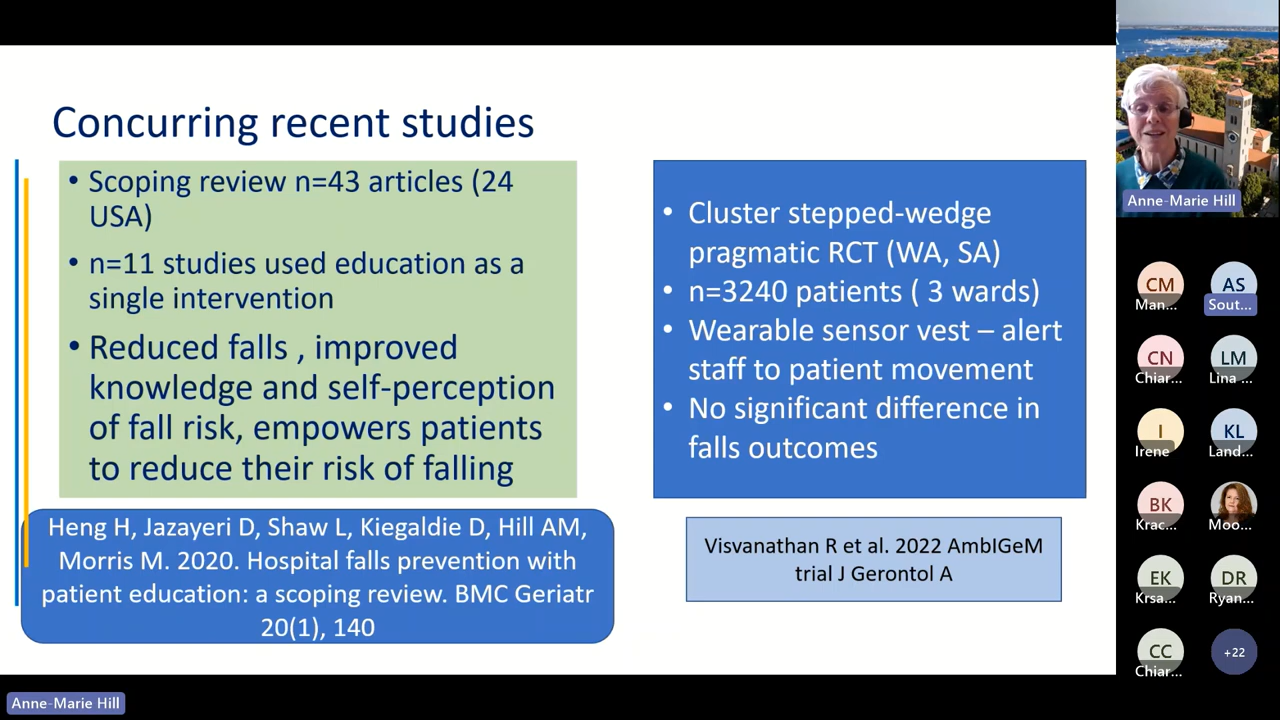 Concurring recent studies
• Scoping review n=43 articles (24
USA)
• n=11 studies used education as a
single intervention
• Reduced falls , improved
knowledge and self-perception
of fall risk, empowers patients
to reduce their risk of falling
Heng H, Jazayeri D, Shaw L, Kiegaldie D, Hill AM,
Morris M. 2020. Hospital falls prevention with
patient education: a scoping review. BMC Geriatr
20(1), 140
• Cluster stepped-wedge
pragmatic RCT (WA, SA)
• n=3240 patients ( 3 wards)
• Wearable sensor vest – alert
staff to patient movement
• No significant difference in
falls outcomes
Visvanathan R et al. 2022 AmbIGeM
trial J Gerontol A
Anne-Marie Hill
CM
Man...
AS
Sout...
CN
Chiar...
LM
Lina ...
I
Irene
KL
Land...
BK
Krac...
Moo...
EK
Krsa...
DR
Ryan...
CC
Chiar...
+22
Anne-Marie Hill